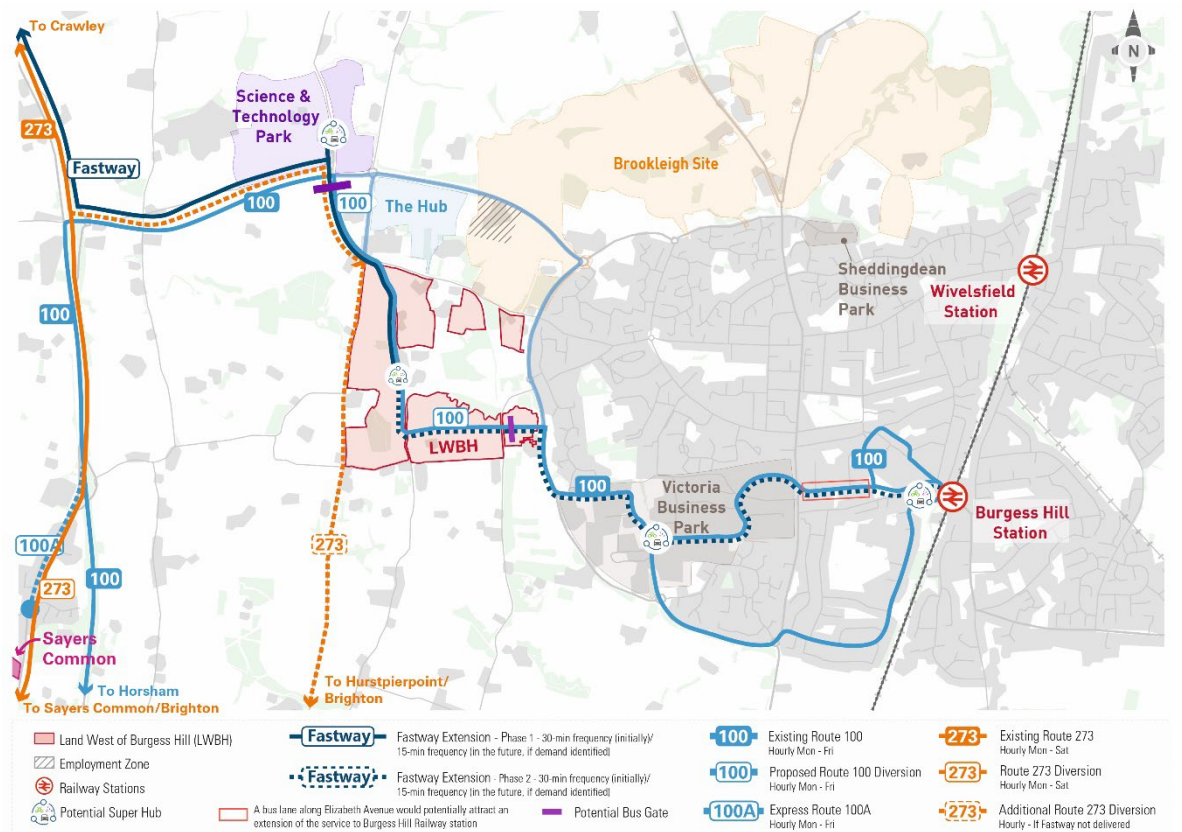 To Crawley
N
Science &
Technology
Park
273
Fastway
Brookleigh Site
100
100
The Hub
Sheddingdean
Business
Park
Wivelsfield
Station
100
100
LWBH
100
100
Victoria
Business
Park
Burgess Hill
Station
100A
273
100
273
Sayers
Common
To Horsham
To Hurstpierpoint/
Brighton
To Sayers Common/Brighton
Land West of Burgess Hill (LWBH)
Employment Zone
Railway Stations
Potential Super Hub
Fastway
Fastway Extension - Phase 1 - 30-min frequency (initially)/
15-min frequency (in the future, if demand identified)
Fastway
Fastway Extension - Phase 2 - 30-min frequency (initially)/
15-min frequency (in the future, if demand identified)
A bus lane along Elizabeth Avenue would potentially attract an
extension of the service to Burgess Hill Railway station
Potential Bus Gate
100
Existing Route 100
Hourly Mon - Fri
100
Proposed Route 100 Diversion
Hourly Mon - Fri
100A
Express Route 100A
Hourly Mon - Fri
273
Existing Route 273
Hourly Mon - Sat
273
Route 273 Diversion
Hourly Mon - Sat
273
Additional Route 273 Diversion
Hourly - If Fastway not delivered